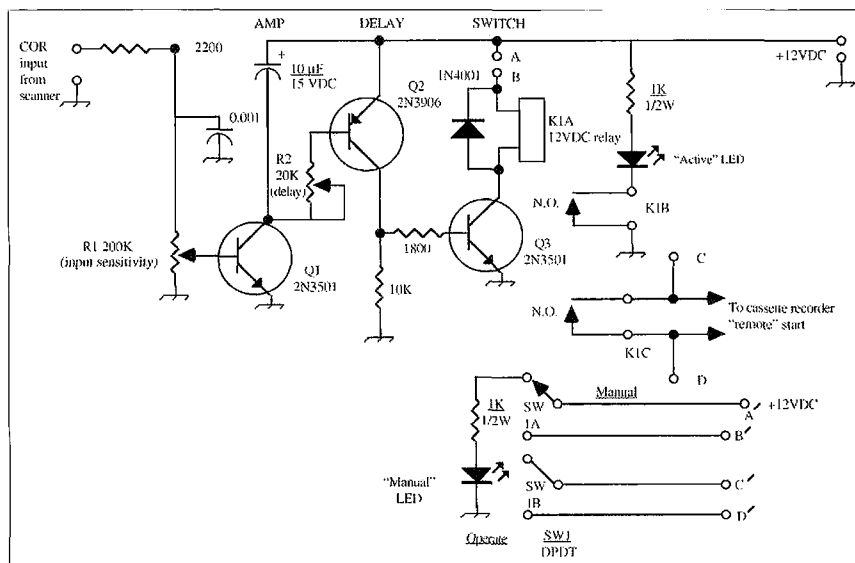 AMP
DELAY
SWITCH
COR
input
from
scanner
2200
+
10 µF
15 VDC
A
B
+12VDC
Q2
2N3906
1N4001
K1A
12VDC relay
1K
1/2W
"Active" LED
0.001
R2
20K
(delay)
N.O.
K1B
R1 200K
(input sensitivity)
Q1
2N3501
1800
Q3
2N3501
10K
C
N.O.
To cassette recorder
"remote" start
K1C
D
Manual
1K
1/2W
SW
1A
A′
+12VDC
B′
"Manual"
LED
SW
1B
C′
D′
Operate
SW1
DPDT